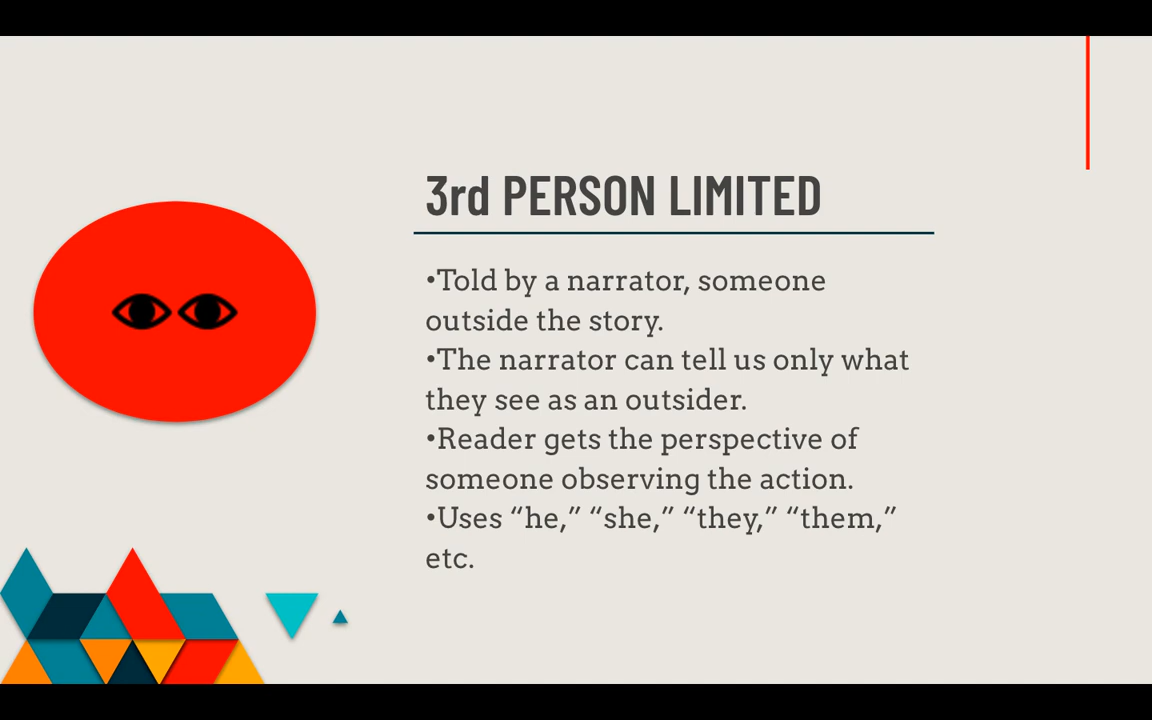 3rd PERSON LIMITED
•Told by a narrator, someone
outside the story.
•The narrator can tell us only what
they see as an outsider.
•Reader gets the perspective of
someone observing the action.
•Uses “he,” “she,” “they,” “them,”
etc.